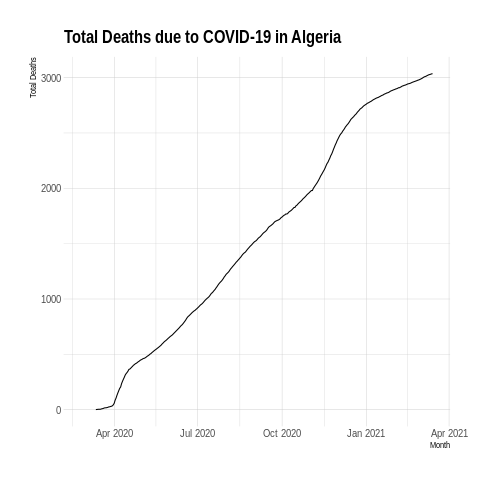 Total Deaths due to COVID-19 in Algeria
Total Deaths
3000
2000
1000
0
Apr 2020 Jul 2020 Oct 2020 Jan 2021 Apr 2021
Month